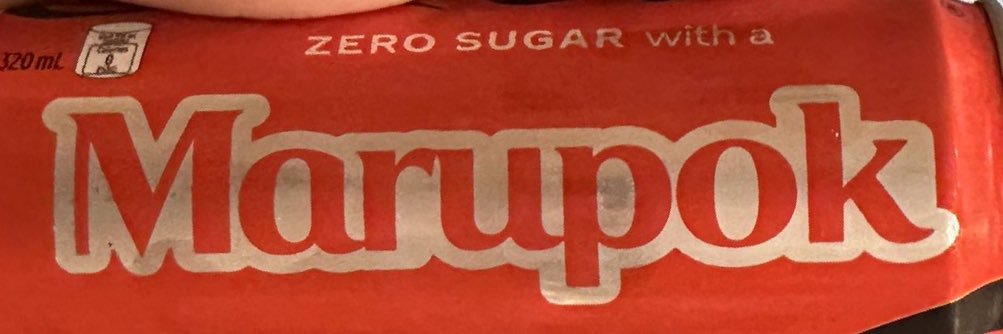 320 mL
ZERO SUGAR with a
Marupok